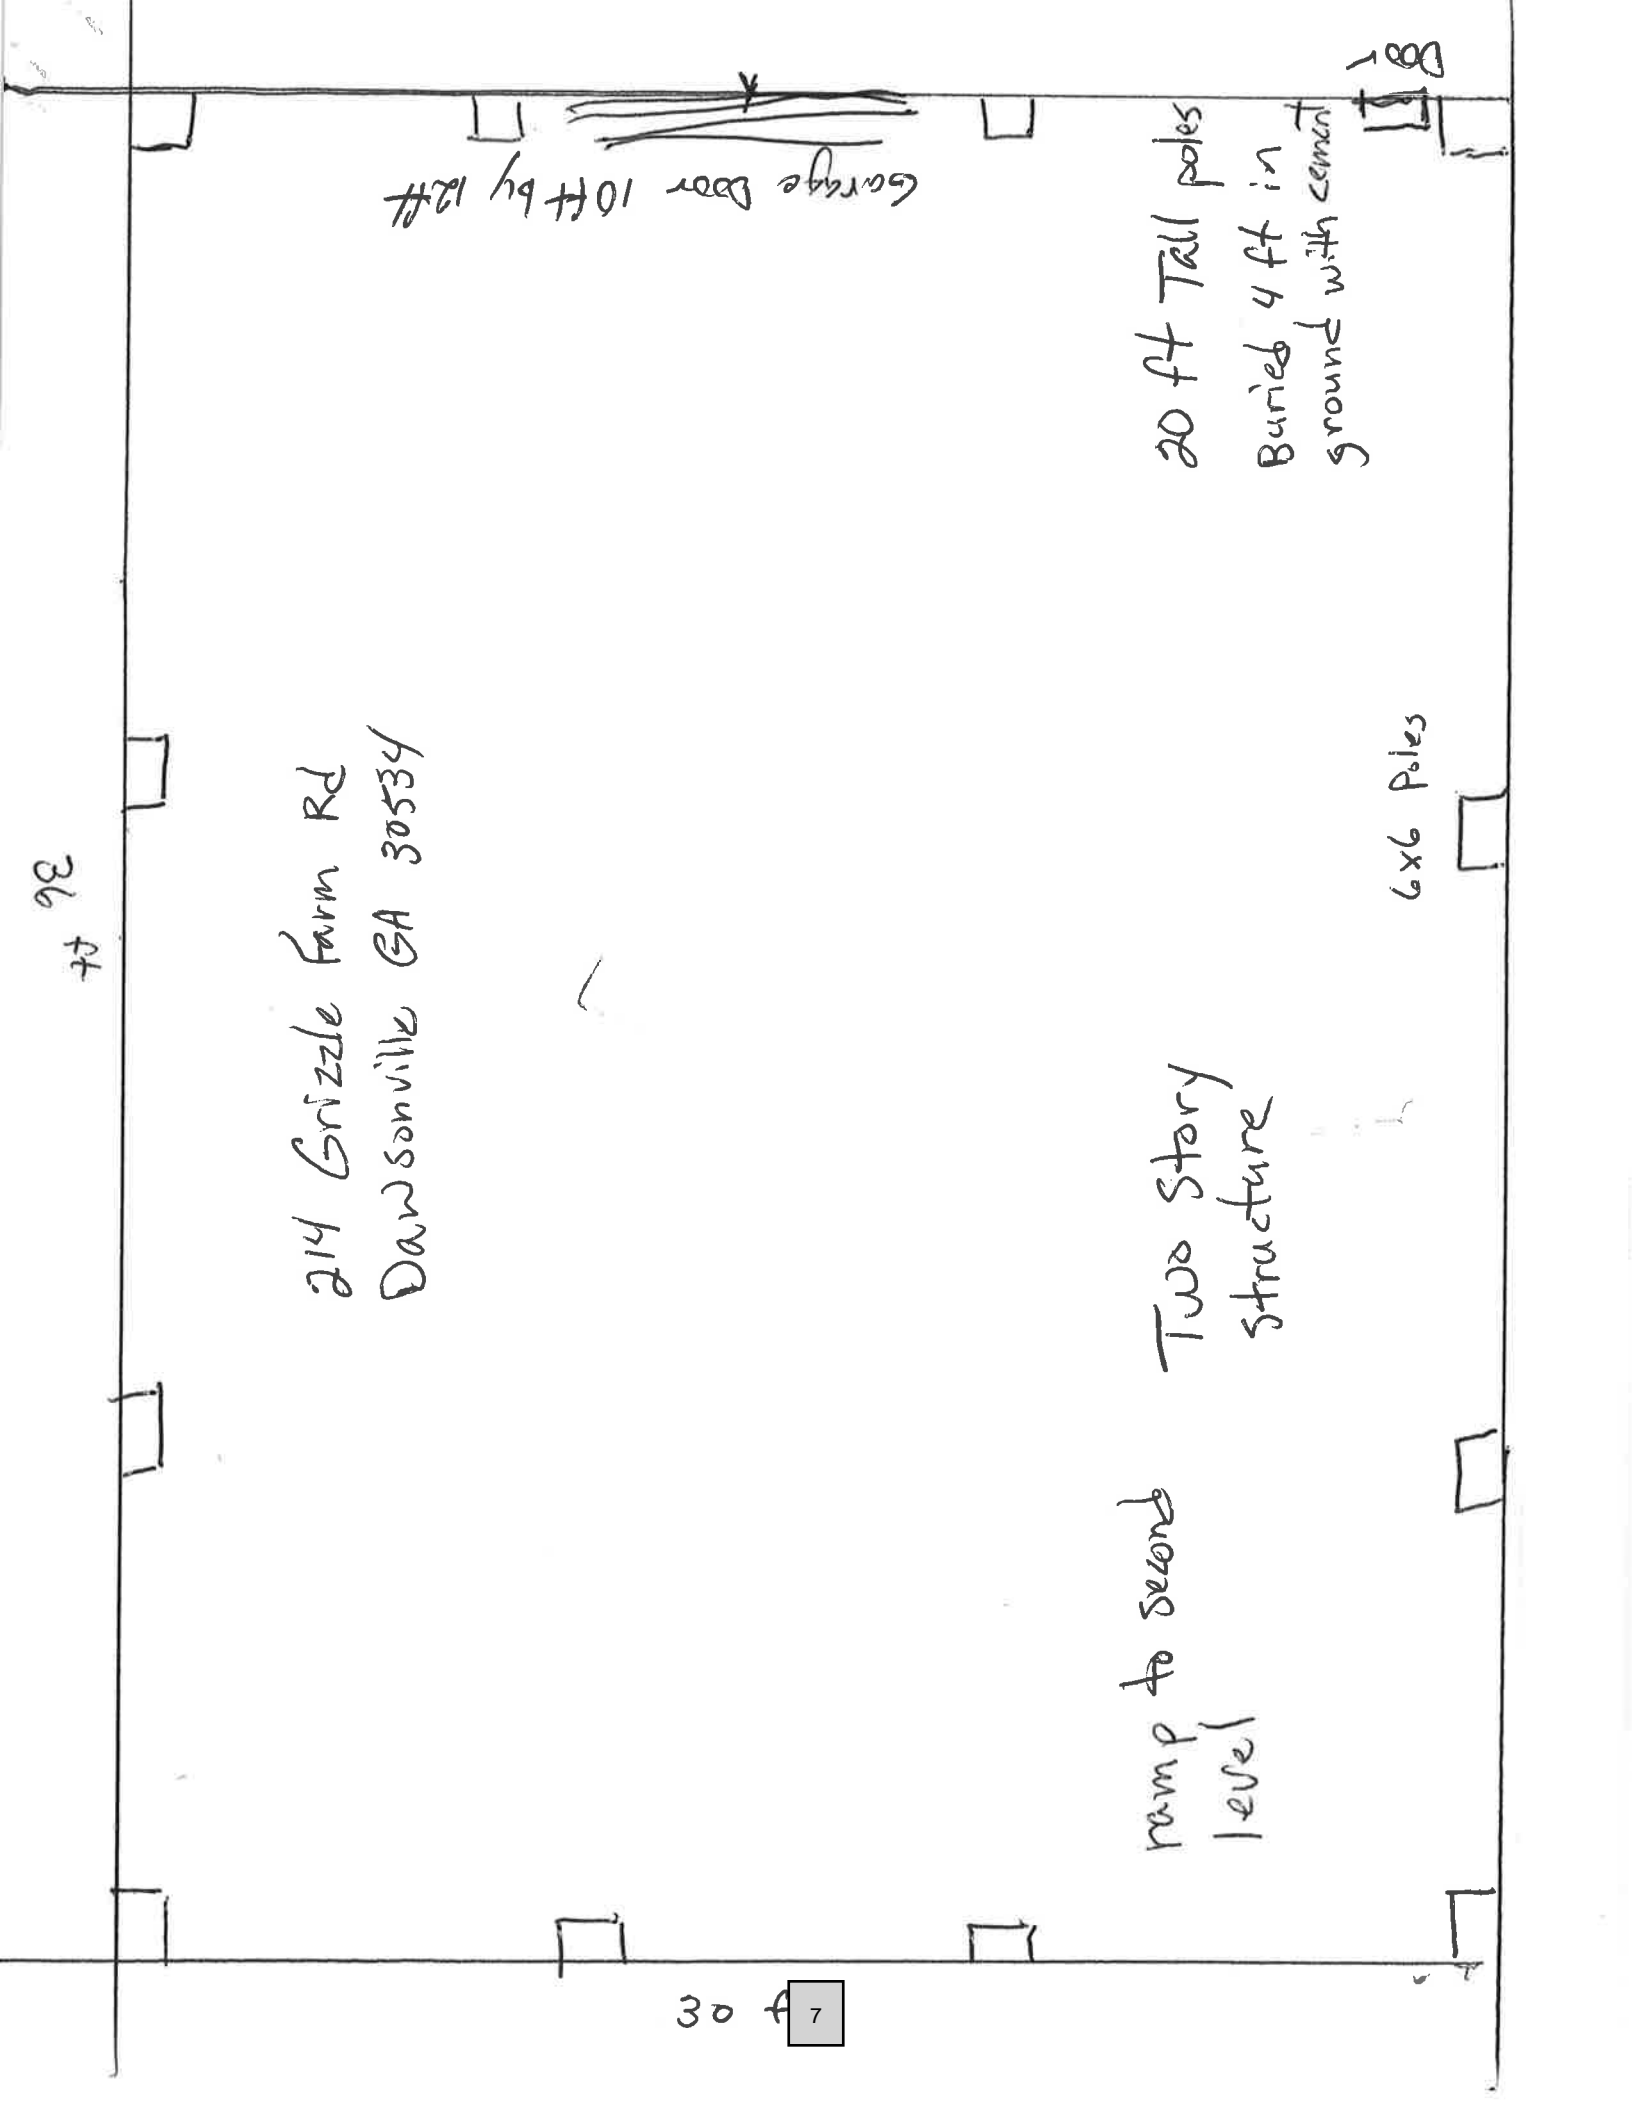 Door
Garage Door 10ft by 12ft
20 ft Tall poles
Buried 4 ft in
ground with cement
6x6 Poles
36 ft
214 Grizzle Farm Rd
Dawsonville GA 30534
Two Story
Structure
ramp to second
level
30 f
7